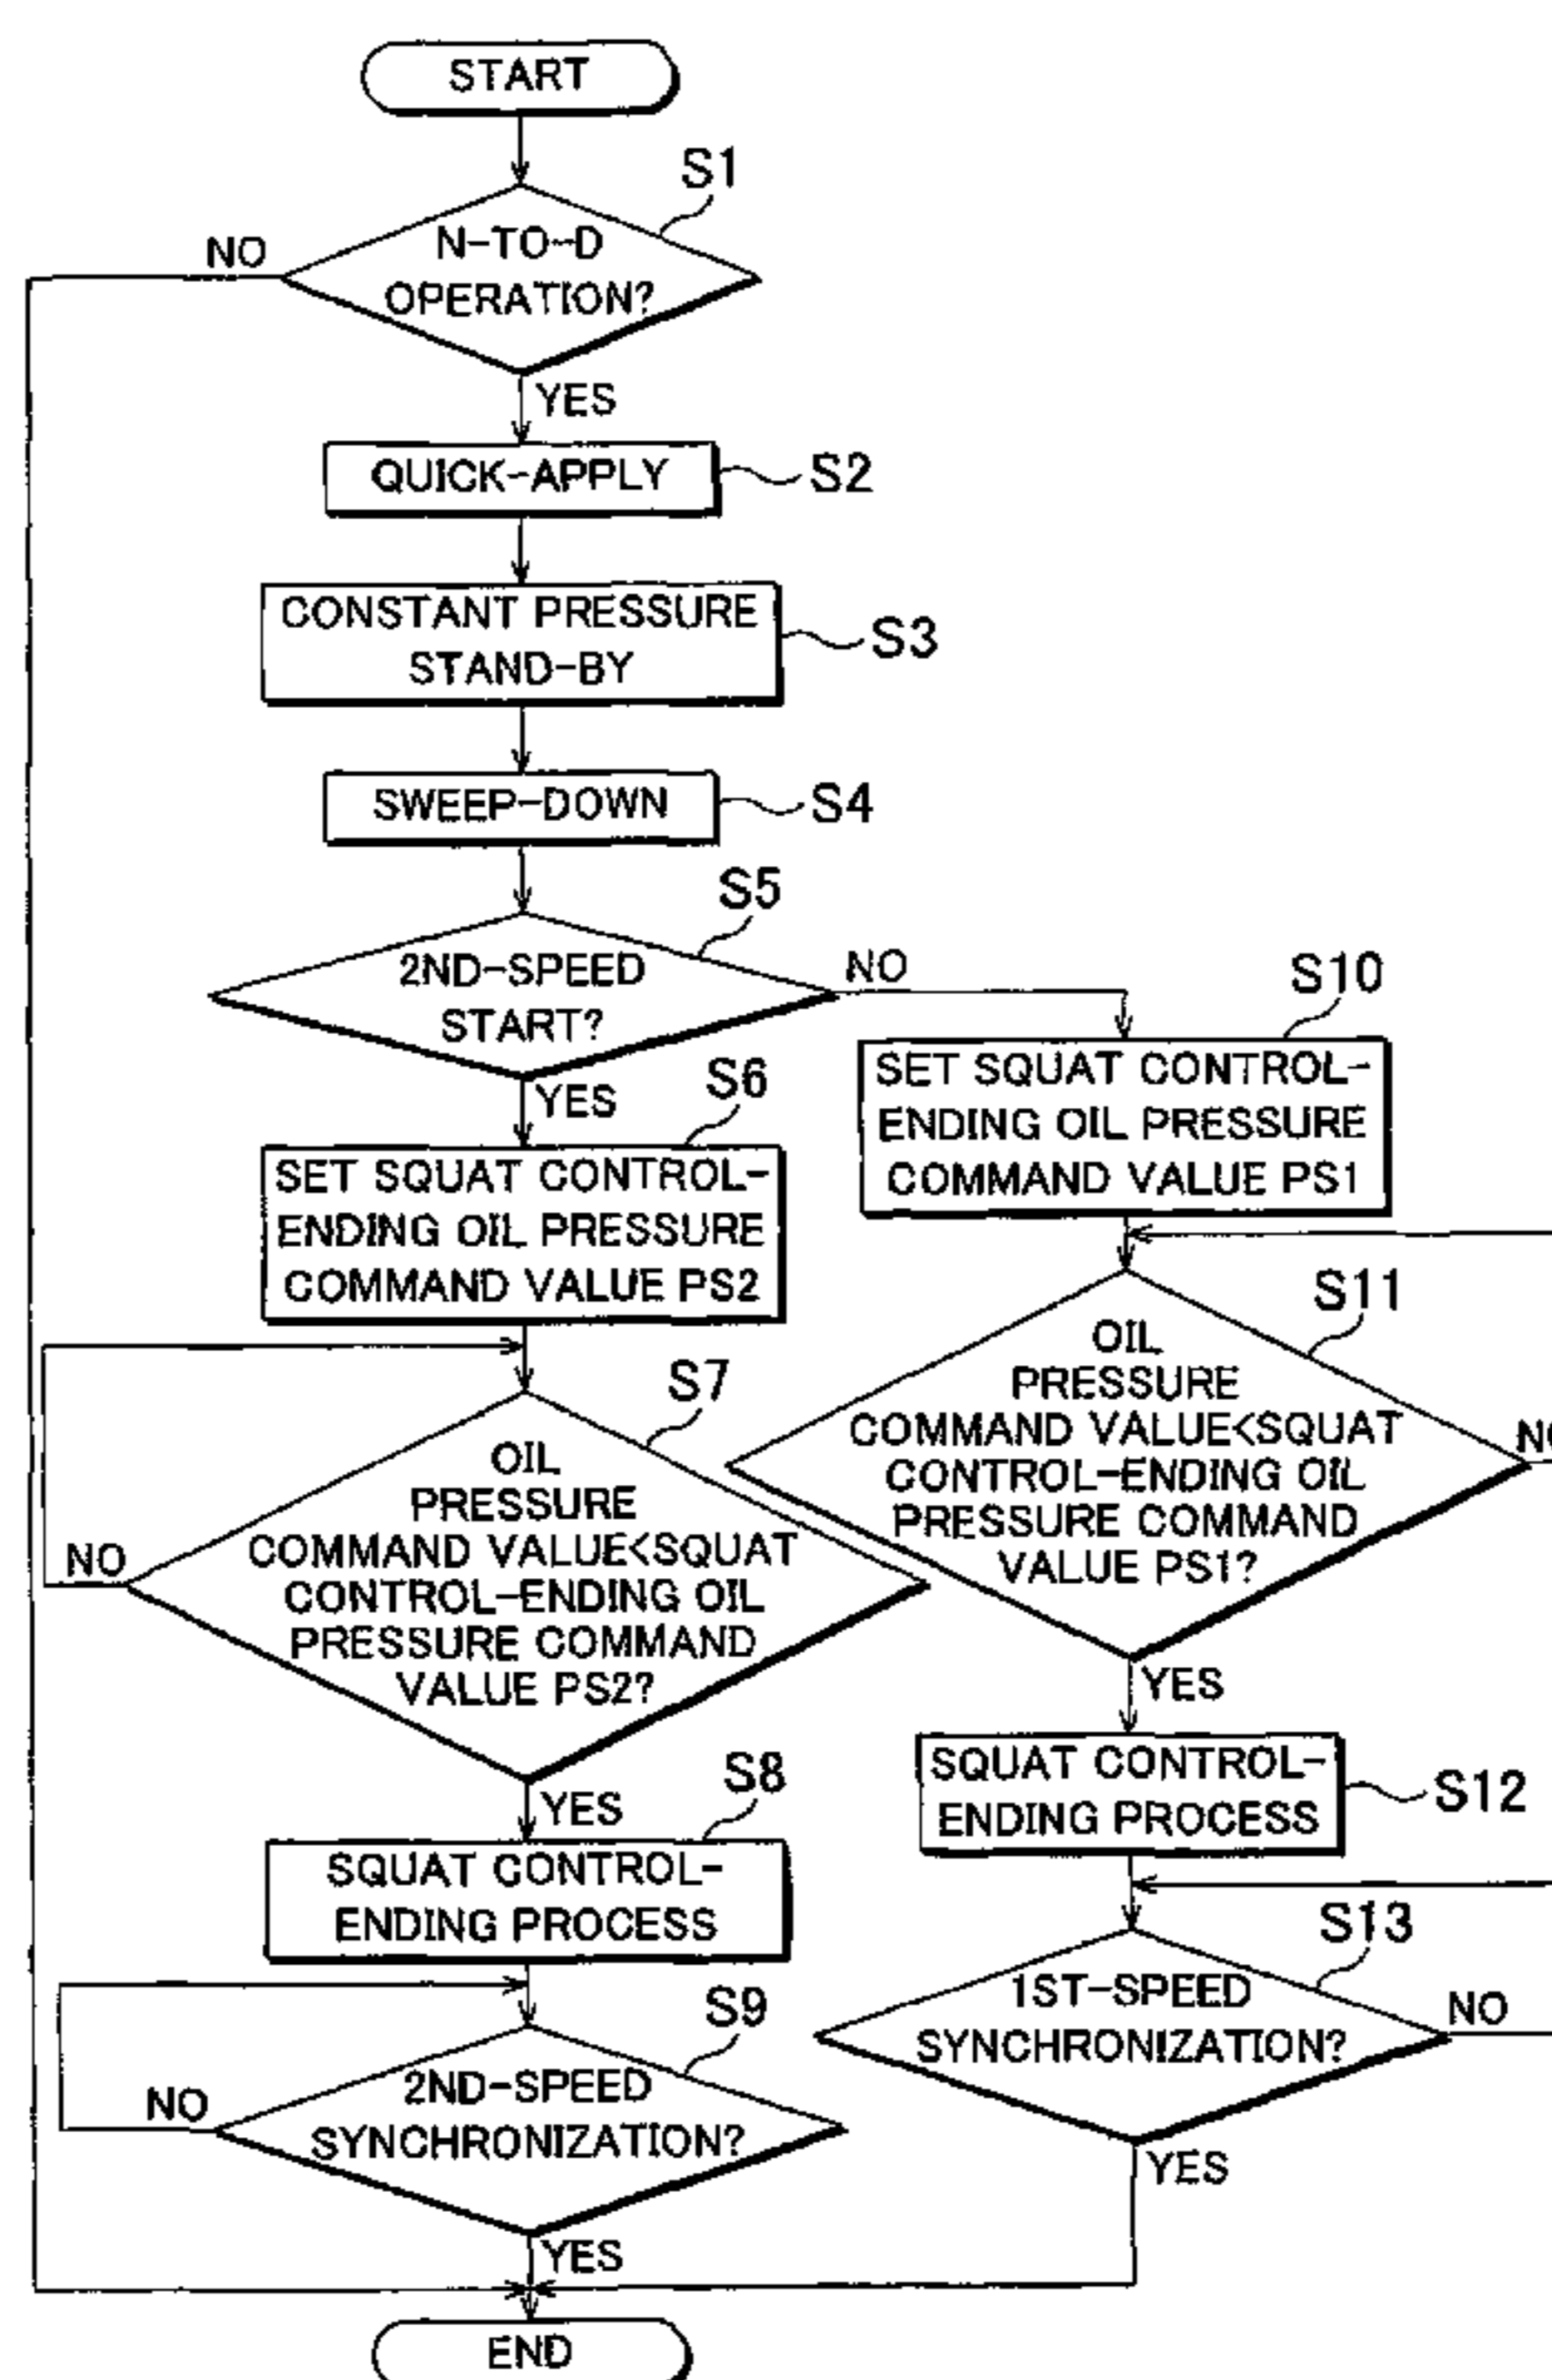 START
S1
N-TO-D
OPERATION?
NO
YES
QUICK-APPLY
S2
CONSTANT PRESSURE
STAND-BY
S3
SWEEP-DOWN
S4
S5
2ND-SPEED
START?
NO
YES
S6
SET SQUAT CONTROL-
ENDING OIL PRESSURE
COMMAND VALUE PS2
S7
OIL
PRESSURE
COMMAND VALUE<SQUAT
CONTROL-ENDING OIL
PRESSURE COMMAND
VALUE PS2?
NO
YES
S8
SQUAT CONTROL-
ENDING PROCESS
S9
2ND-SPEED
SYNCHRONIZATION?
NO
YES
S10
SET SQUAT CONTROL-
ENDING OIL PRESSURE
COMMAND VALUE PS1
S11
OIL
PRESSURE
COMMAND VALUE<SQUAT
CONTROL-ENDING OIL
PRESSURE COMMAND
VALUE PS1?
YES
SQUAT CONTROL-
ENDING PROCESS
S12
S13
1ST-SPEED
SYNCHRONIZATION?
NO
YES
END